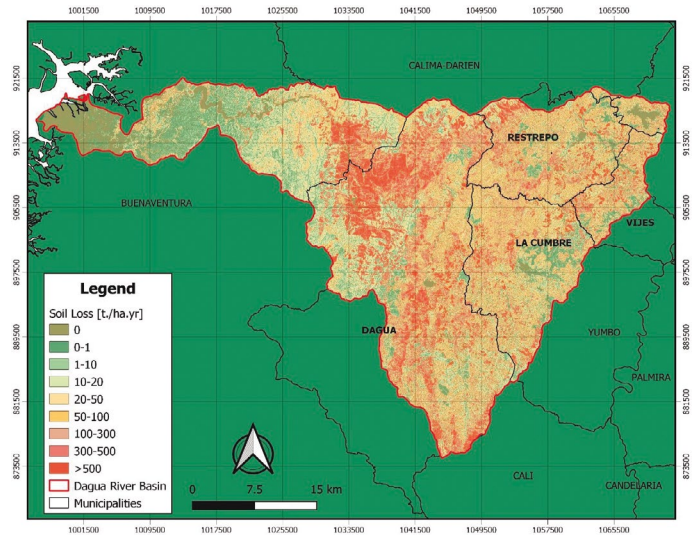 1001500 1009500 1017500 1025500 1033500 1041500 1049500 1057500 1065500
921500 921500
CALIMA-DARIEN
913500 RESTREPO 913500
905500 BUENAVENTURA 905500
VIJES
LA CUMBRE
897500 897500
Legend
Soil Loss [t./ha.yr]
0
0-1
1-10
10-20
20-50
50-100
100-300
300-500
>500
Dagua River Basin
Municipalities
DAGUA
YUMBO
889500 889500
PALMIRA
881500 881500
873500 873500
CALI
CANDELARIA
0 7.5 15 km
1001500 1009500 1017500 1025500 1033500 1041500 1049500 1057500 1065500